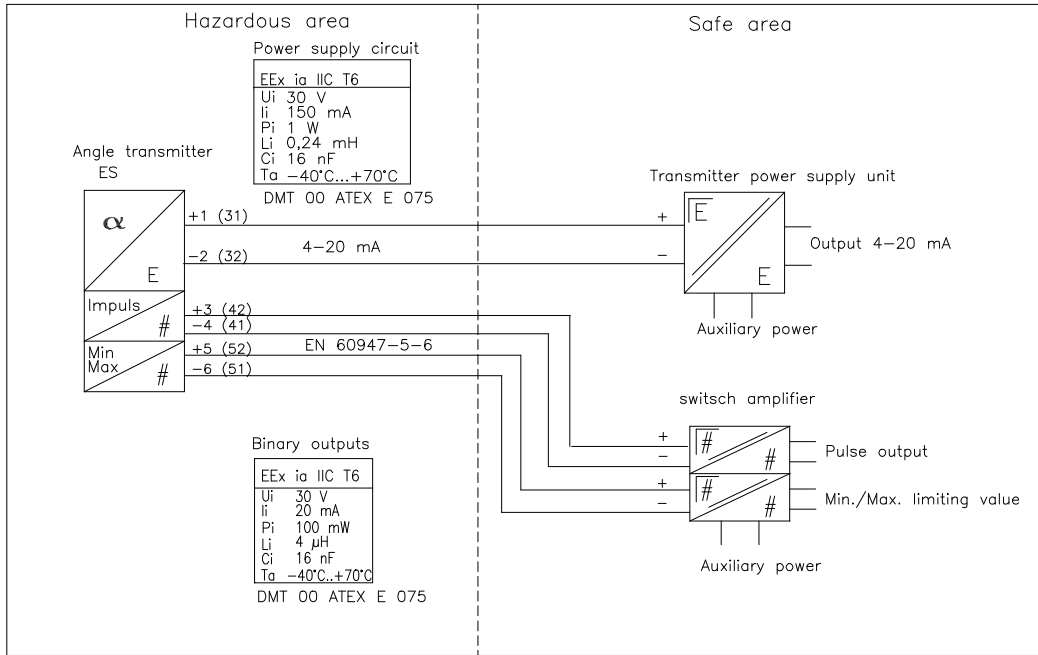 Hazardous area
Safe area
Power supply circuit
EEx ia IIC T6
Ui 30 V
Ii 150 mA
Pi 1 W
Li 0,24 mH
Ci 16 nF
Ta -40°C...+70°C
DMT 00 ATEX E 075
Angle transmitter
ES
α
E
+1 (31)
-2 (32)
4-20 mA
Impuls
#
+3 (42)
-4 (41)
Min
Max
#
+5 (52)
-6 (51)
EN 60947-5-6
Transmitter power supply unit
+
-
E
E
Output 4-20 mA
Auxiliary power
switsch amplifier
+
-
#
#
Pulse output
+
-
#
#
Min./Max. limiting value
Auxiliary power
Binary outputs
EEx ia IIC T6
Ui 30 V
Ii 20 mA
Pi 100 mW
Li 4 µH
Ci 16 nF
Ta -40°C..+70°C
DMT 00 ATEX E 075